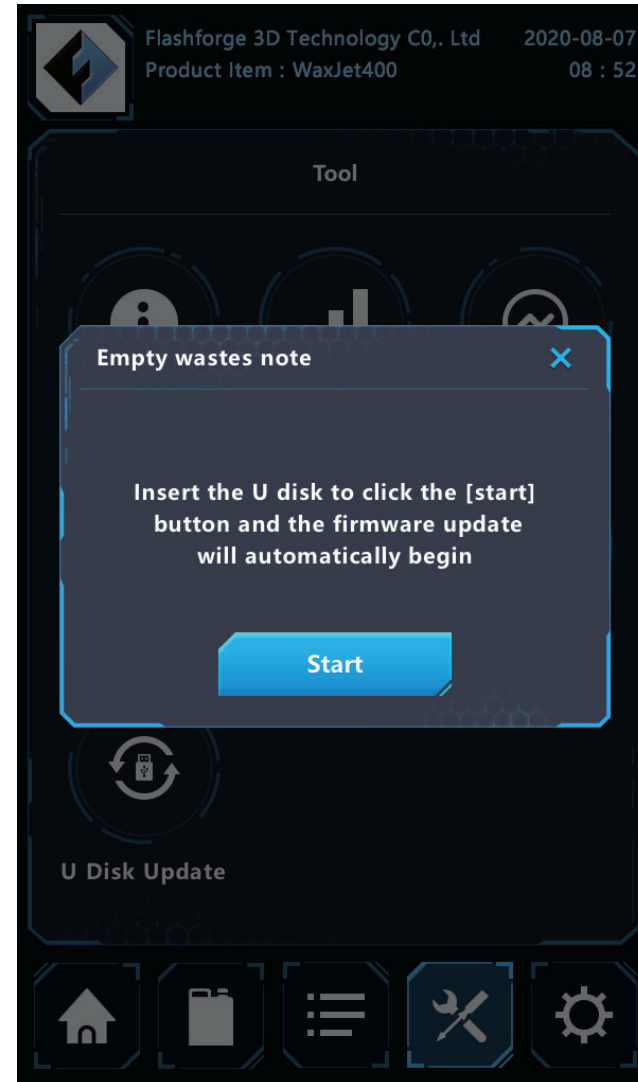 Flashforge 3D Technology C0,. Ltd 2020-08-07
Product Item : WaxJet400 08 : 52
Tool
Empty wastes note
Insert the U disk to click the [start]
button and the firmware update
will automatically begin
Start
U Disk Update